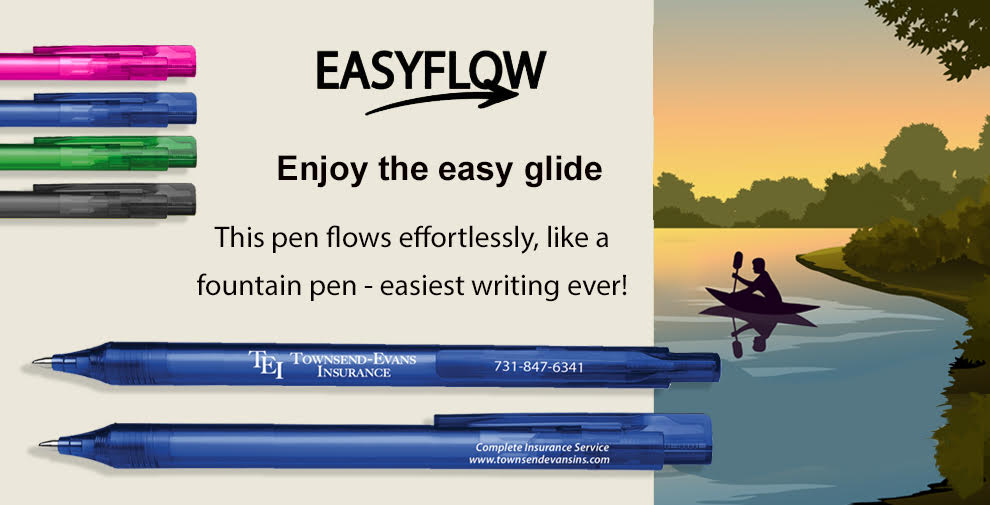 EASYFLOW
Enjoy the easy glide
This pen flows effortlessly, like a
fountain pen - easiest writing ever!
TEI TOWNSEND-EVANS
INSURANCE
731-847-6341
Complete Insurance Service
www.townsendevansins.com